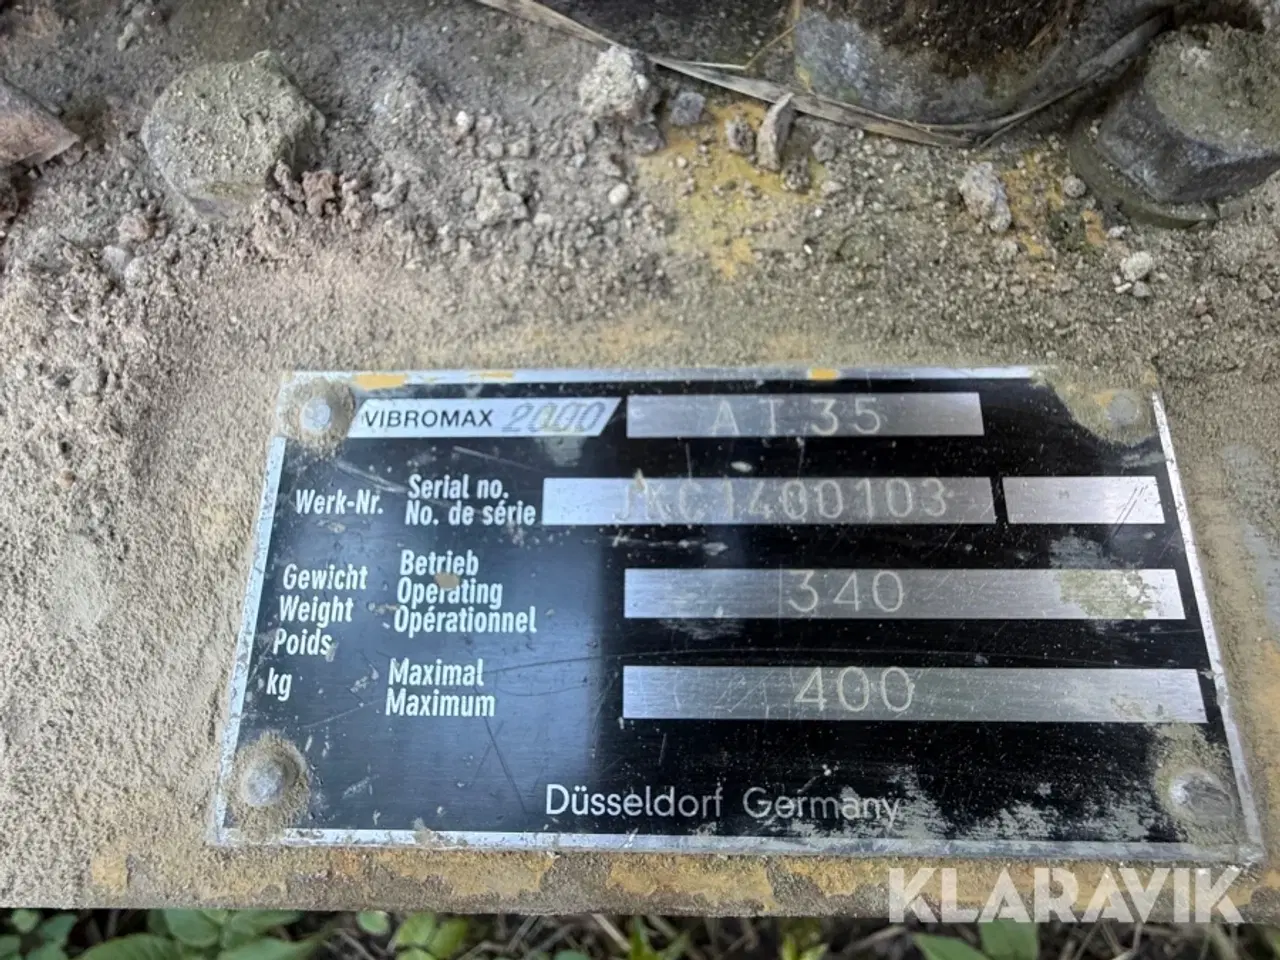 VIBROMAX 2000 AT35
Werk-Nr. Serial no. JKC1400103 M
No. de série
Gewicht Betrieb
Weight Operating 340
Poids Opérationnel
kg Maximal 400
Maximum
Düsseldorf Germany
KLARAVIK